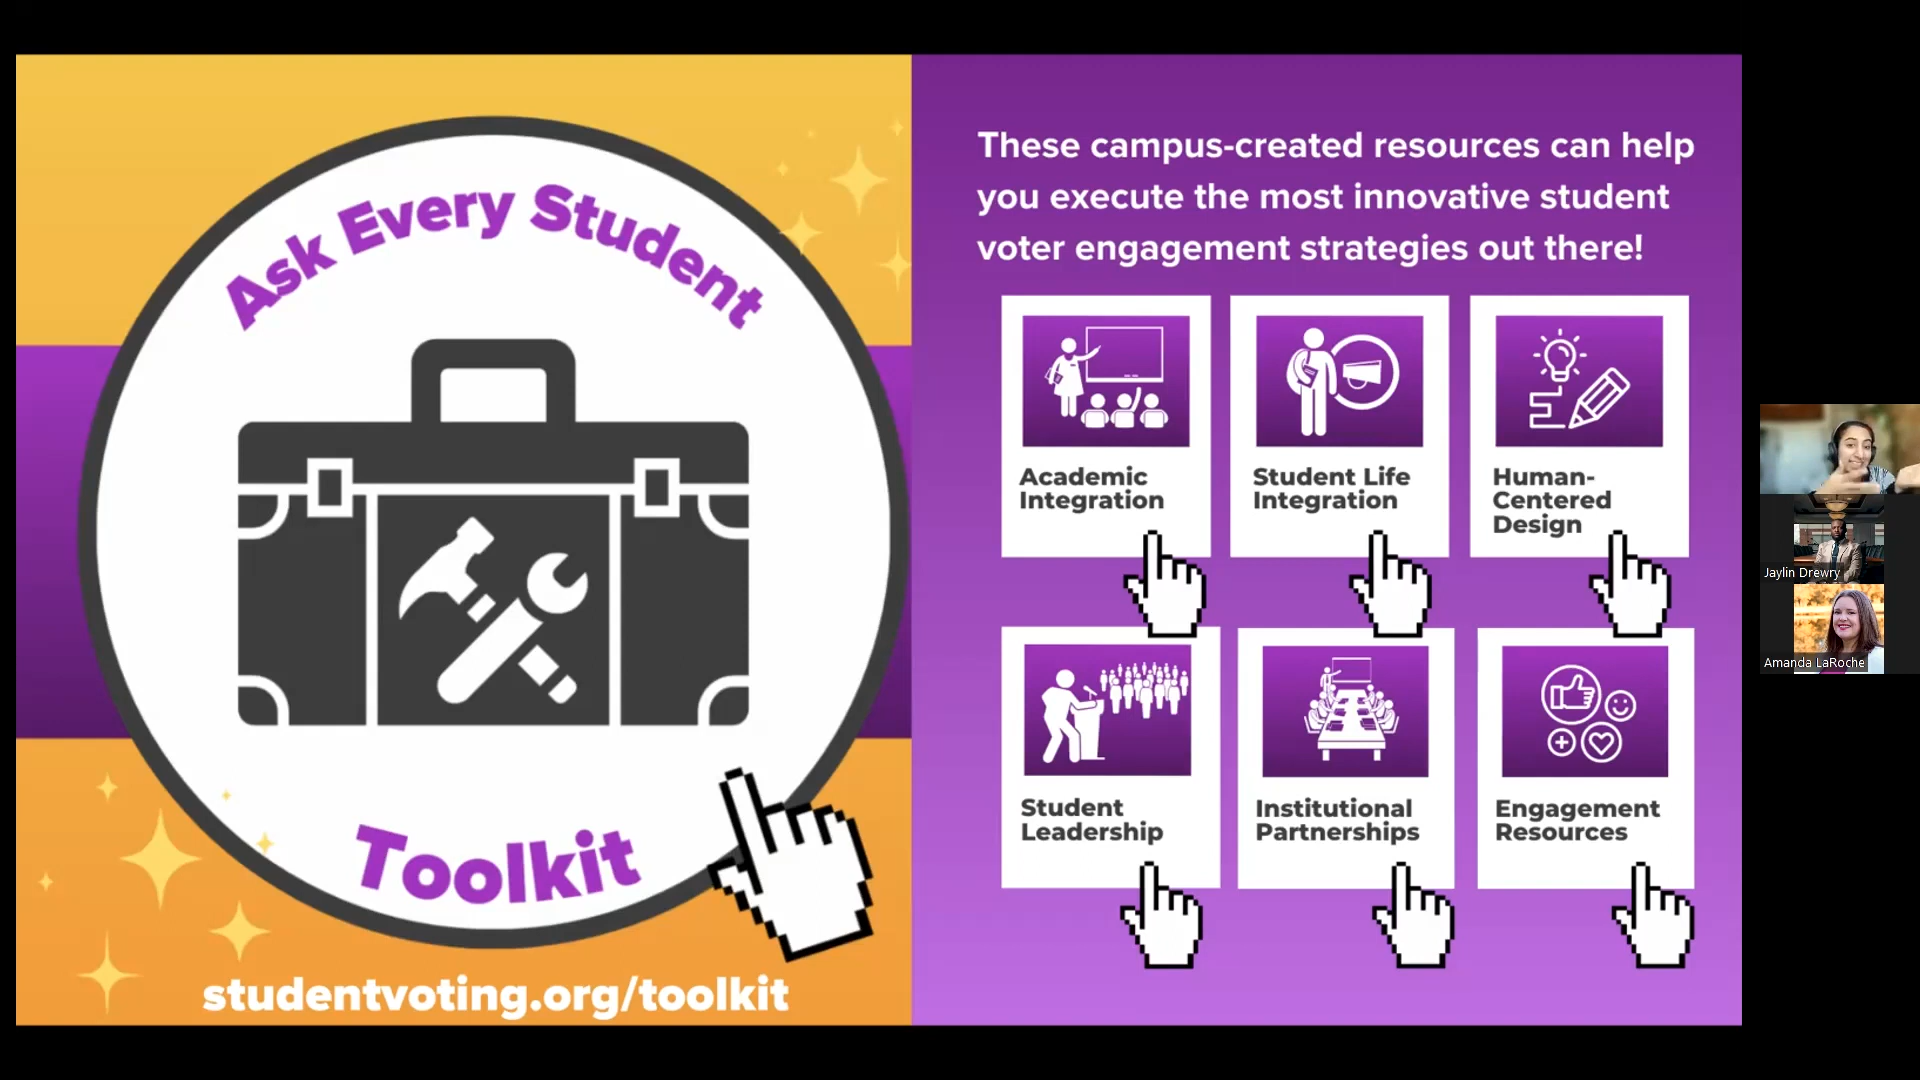 Ask Every Student
Toolkit
studentvoting.org/toolkit
These campus-created resources can help
you execute the most innovative student
voter engagement strategies out there!
Academic
Integration
Student Life
Integration
Human-
Centered
Design
Student
Leadership
Institutional
Partnerships
Engagement
Resources
Jaylin Drewry
Amanda LaRoche